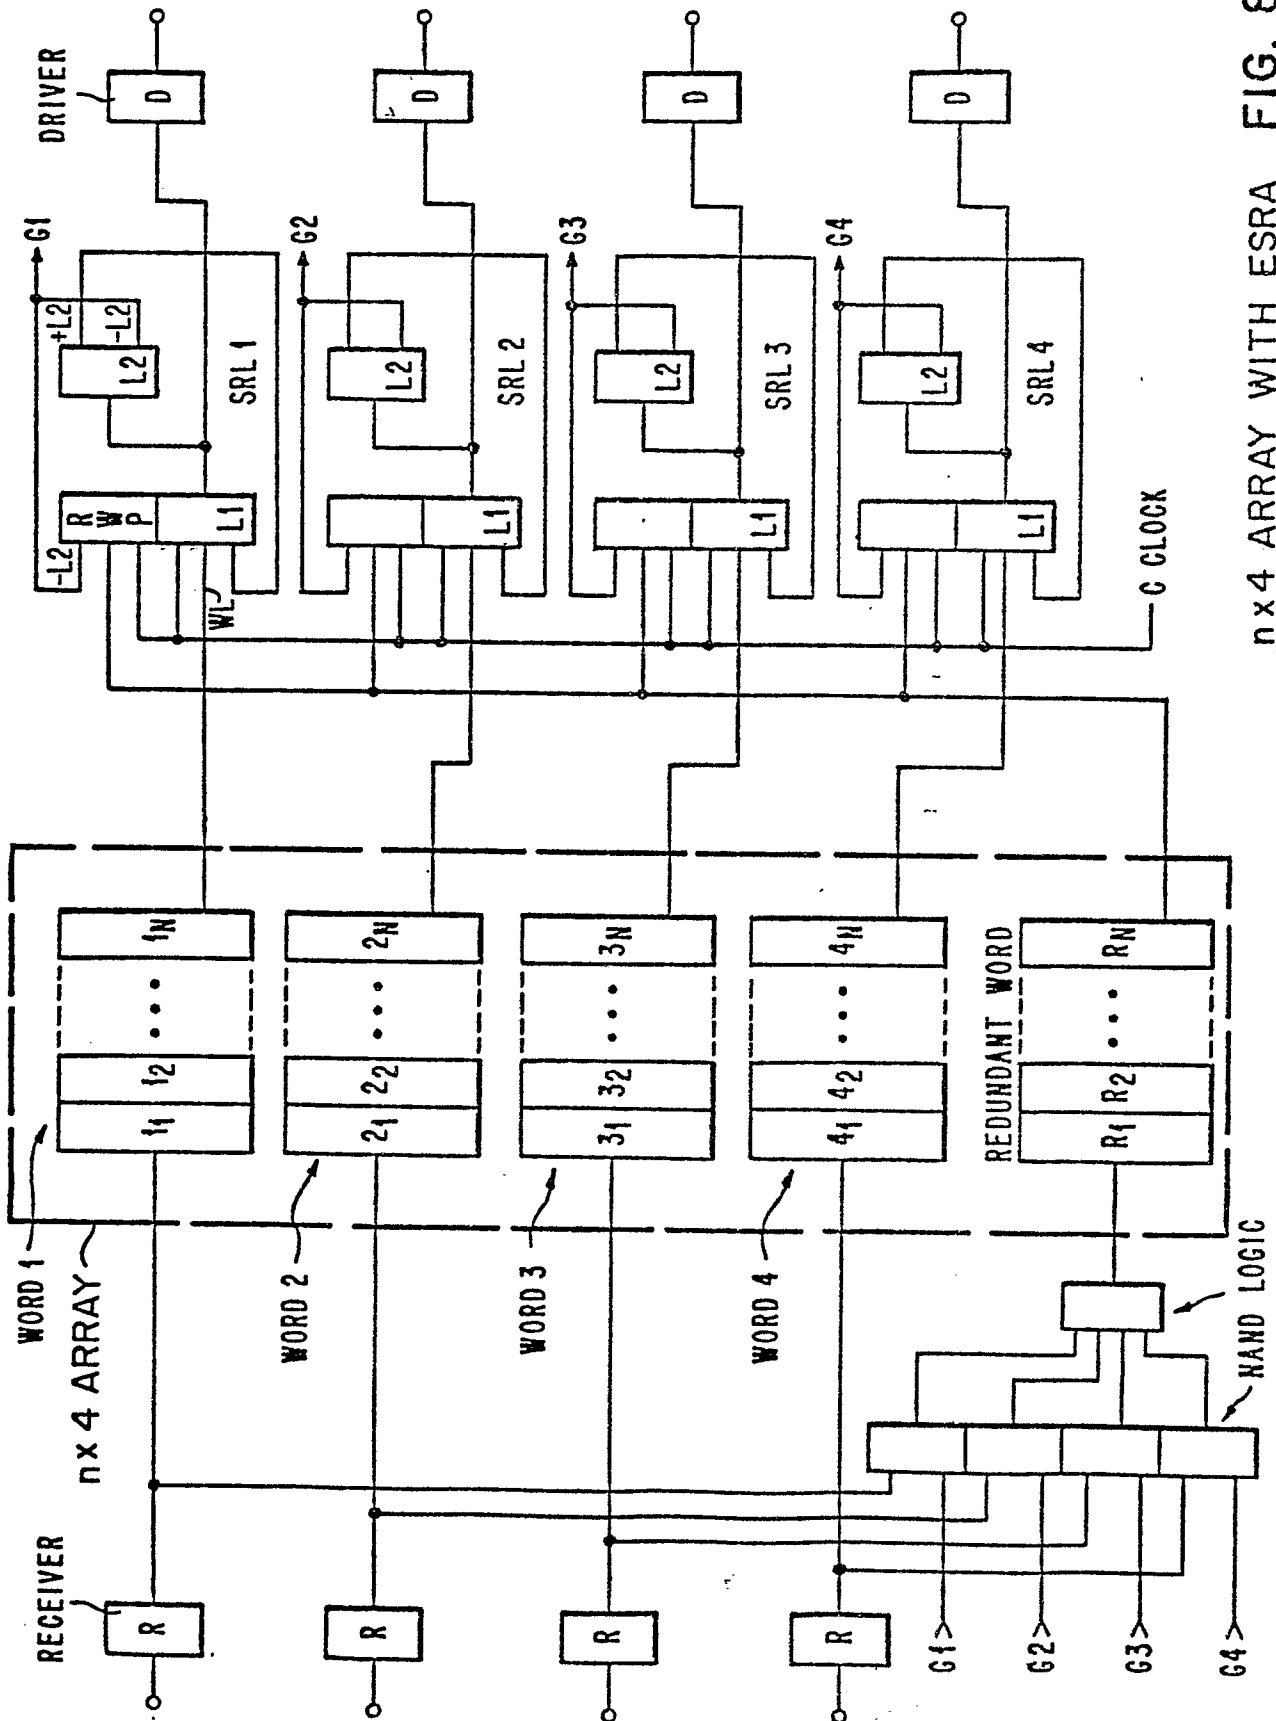 RECEIVER
R
R
R
R
G1
G2
G3
G4
NAND LOGIC
n x 4 ARRAY
WORD 1
1₁ 1₂ 1N
WORD 2
2₁ 2₂ 2N
WORD 3
3₁ 3₂ 3N
WORD 4
4₁ 4₂ 4N
REDUNDANT WORD
R₁ R₂ RN
C CLOCK
-L2
R
W
P
WL
L1
L2
+L2
-L2
G1
SRL 1
L1
L2
G2
SRL 2
L1
L2
G3
SRL 3
L1
L2
G4
SRL 4
DRIVER
D
D
D
D
n x 4 ARRAY WITH ESRA FIG. 8